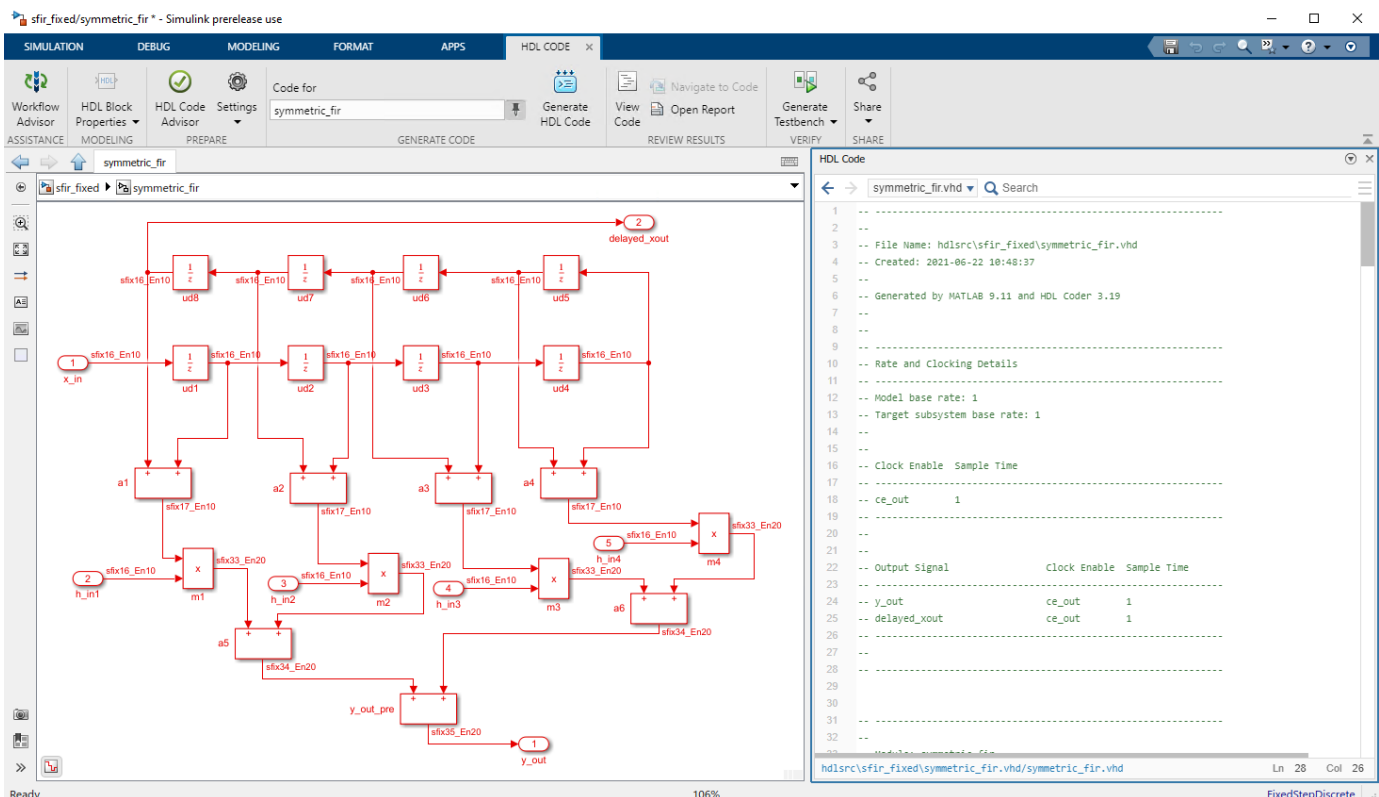 sfir_fixed/symmetric_fir * - Simulink prerelease use
SIMULATION DEBUG MODELING FORMAT APPS HDL CODE ×
Workflow Advisor
HDL Block Properties
HDL Code Advisor
Settings
Code for
symmetric_fir
Generate HDL Code
View Code
Navigate to Code
Open Report
Generate Testbench
Share
ASSISTANCE MODELING PREPARE GENERATE CODE REVIEW RESULTS VERIFY SHARE
symmetric_fir
sfir_fixed symmetric_fir
2
delayed_xout
1/z 1/z 1/z 1/z
sfix16_En10 sfix16_En10 sfix16_En10 sfix16_En10
ud8 ud7 ud6 ud5
1 sfix16_En10 1/z sfix16_En10 1/z sfix16_En10 1/z sfix16_En10 1/z sfix16_En10
x_in ud1 ud2 ud3 ud4
+ + + + + + + +
a1 a2 a3 a4
sfix17_En10 sfix17_En10 sfix17_En10 sfix17_En10
5 sfix16_En10 x sfix33_En20
h_in4 m4
2 sfix16_En10 x sfix33_En20
h_in1 m1
3 sfix16_En10 x sfix33_En20
h_in2 m2
4 sfix16_En10 x sfix33_En20
h_in3 m3
+ +
a6
sfix34_En20
+ +
a5
sfix34_En20
+ +
y_out_pre
sfix35_En20
1
y_out
HDL Code
symmetric_fir.vhd Search
1 -- -------------------------------------------------------------
2 --
3 -- File Name: hdlsrc\sfir_fixed\symmetric_fir.vhd
4 -- Created: 2021-06-22 10:48:37
5 --
6 -- Generated by MATLAB 9.11 and HDL Coder 3.19
7 --
8 --
9 -- -------------------------------------------------------------
10 -- Rate and Clocking Details
11 -- -------------------------------------------------------------
12 -- Model base rate: 1
13 -- Target subsystem base rate: 1
14 --
15 --
16 -- Clock Enable Sample Time
17 -- -------------------------------------------------------------
18 -- ce_out 1
19 -- -------------------------------------------------------------
20 --
21 --
22 -- Output Signal Clock Enable Sample Time
23 -- -------------------------------------------------------------
24 -- y_out ce_out 1
25 -- delayed_xout ce_out 1
26 -- -------------------------------------------------------------
27 --
28 -- -------------------------------------------------------------
29
30
31 -- -------------------------------------------------------------
32 --
hdlsrc\sfir_fixed\symmetric_fir.vhd/symmetric_fir.vhd Ln 28 Col 26
Ready 106% FixedStepDiscrete